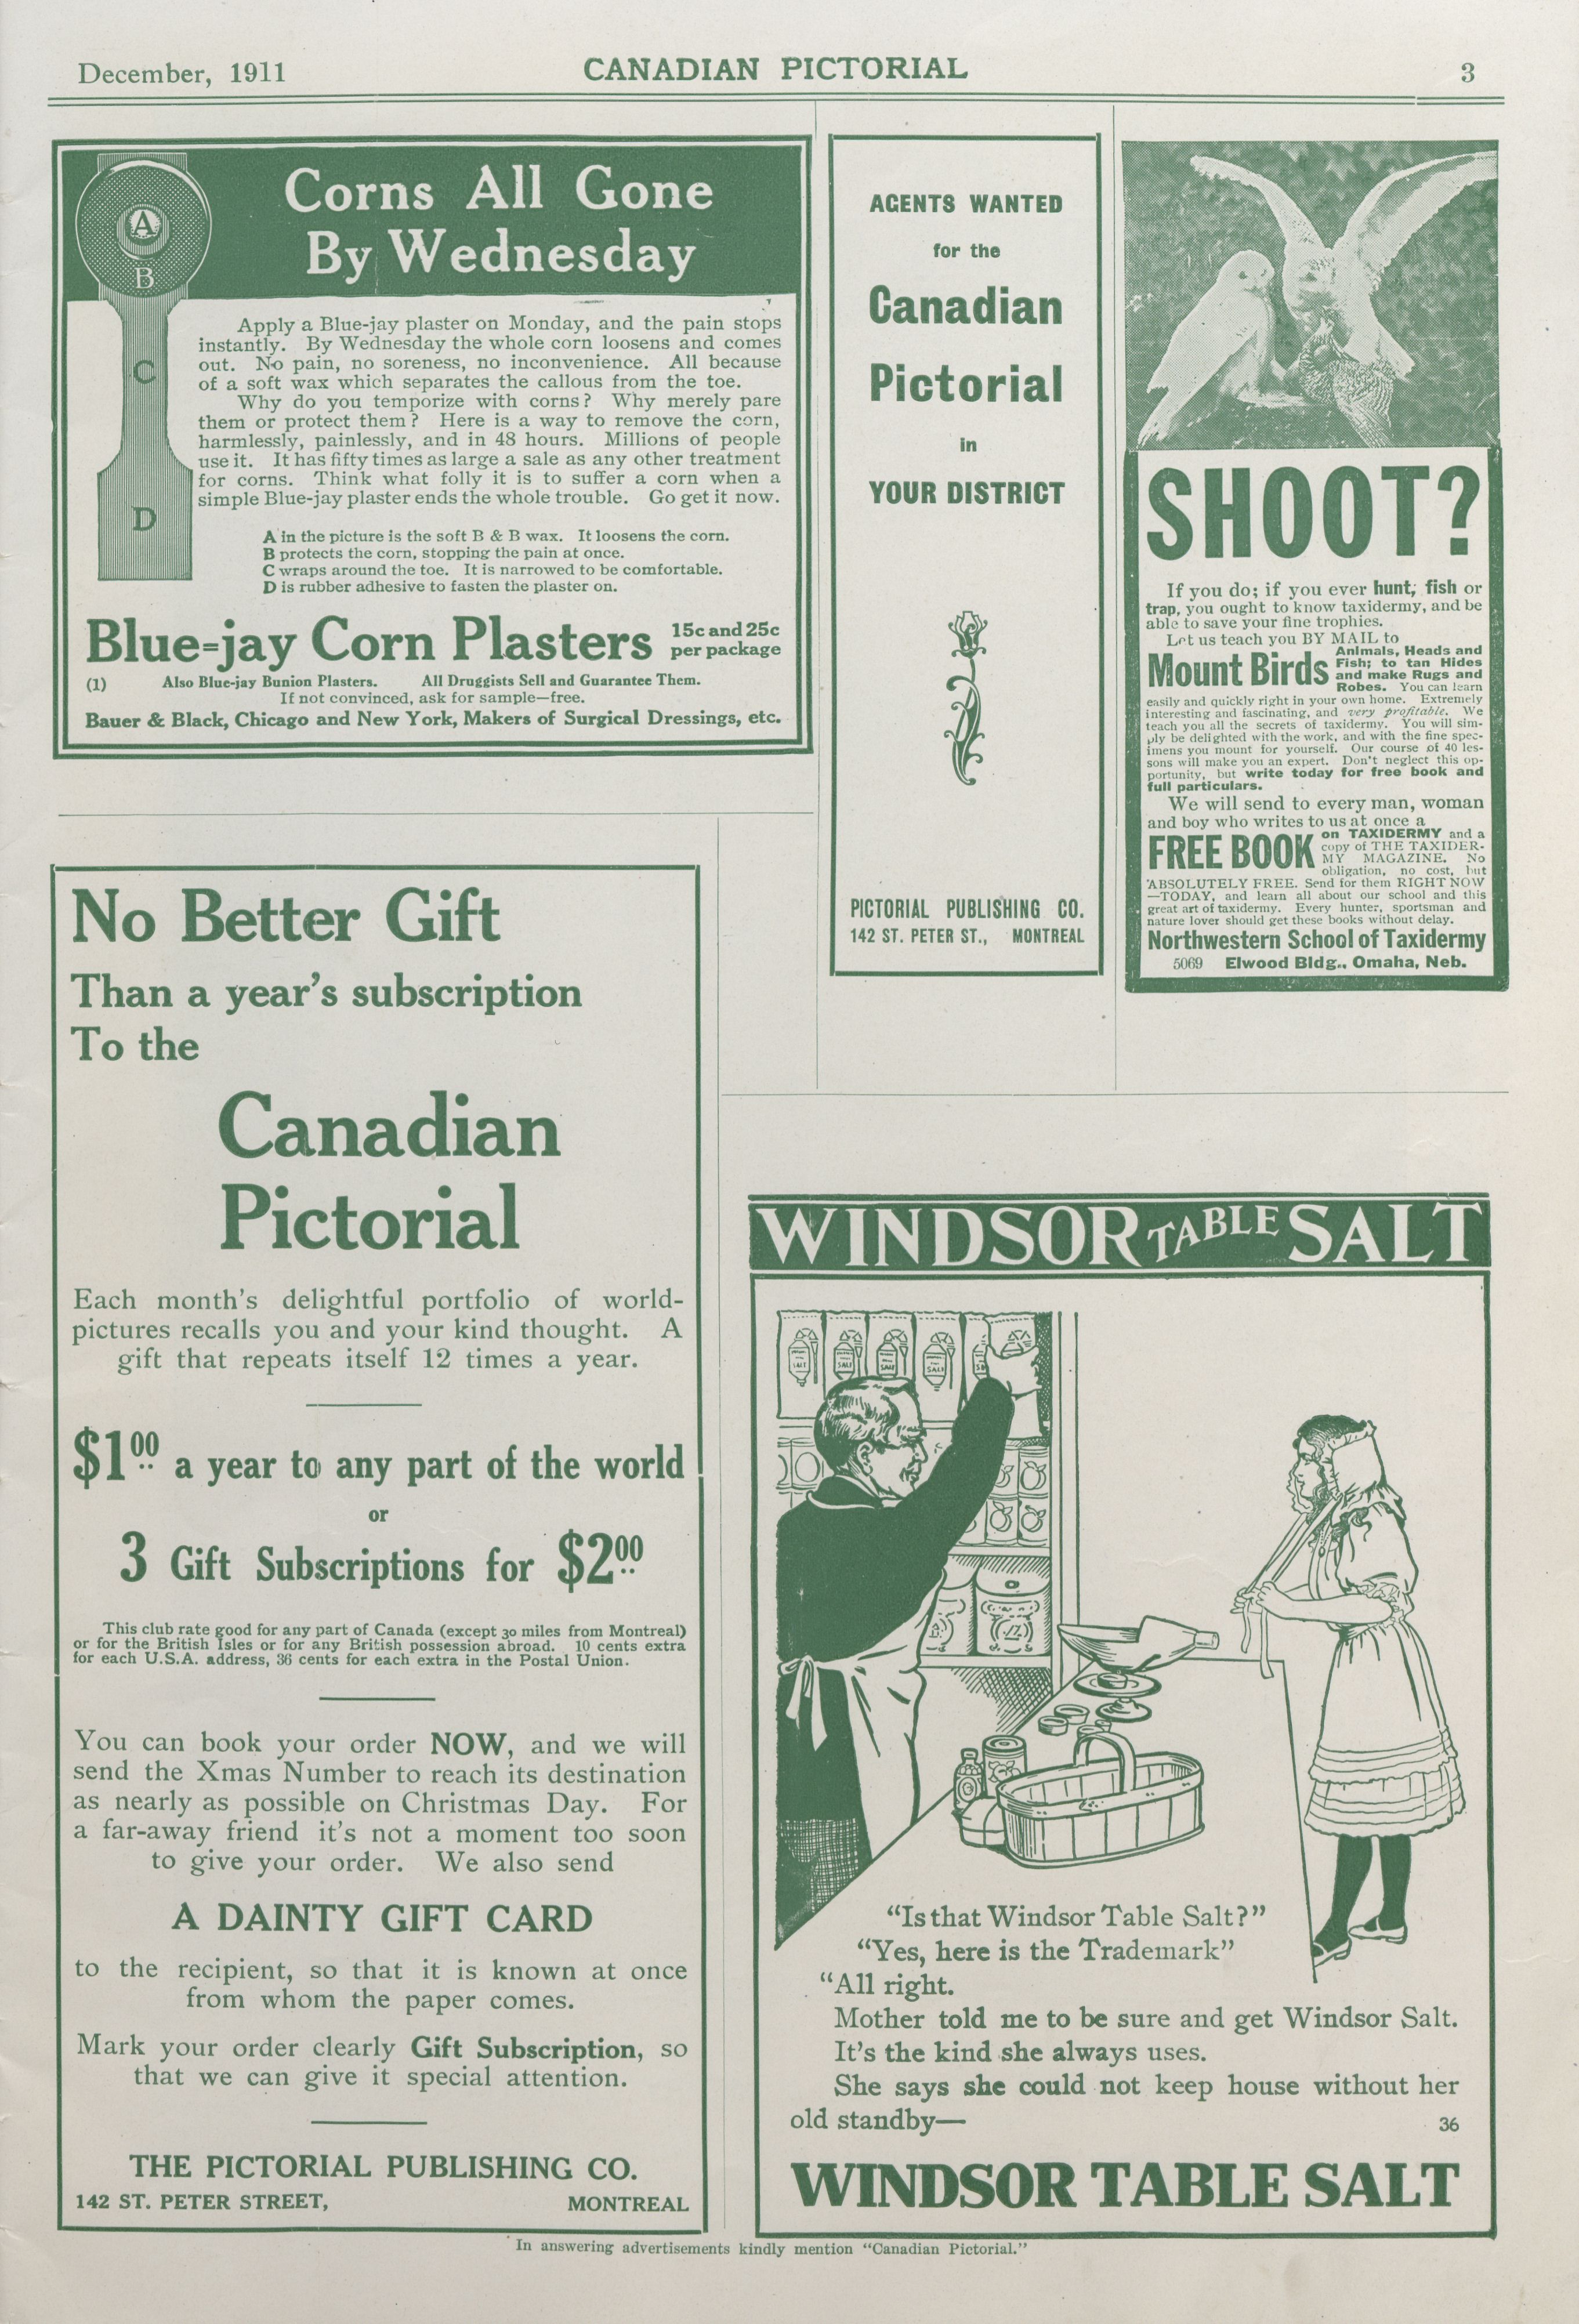 December, 1911
CANADIAN PICTORIAL
3
A
B
C
D
Corns All Gone
By Wednesday
Apply a Blue-jay plaster on Monday, and the pain stops
instantly. By Wednesday the whole corn loosens and comes
out. No pain, no soreness, no inconvenience. All because
of a soft wax which separates the callous from the toe.
Why do you temporize with corns? Why merely pare
them or protect them? Here is a way to remove the corn,
harmlessly, painlessly, and in 48 hours. Millions of people
use it. It has fifty times as large a sale as any other treatment
for corns. Think what folly it is to suffer a corn when a
simple Blue-jay plaster ends the whole trouble. Go get it now.
A in the picture is the soft B & B wax. It loosens the corn.
B protects the corn, stopping the pain at once.
C wraps around the toe. It is narrowed to be comfortable.
D is rubber adhesive to fasten the plaster on.
Blue=jay Corn Plasters
15c and 25c
per package
(1) Also Blue-jay Bunion Plasters. All Druggists Sell and Guarantee Them.
If not convinced, ask for sample—free.
Bauer & Black, Chicago and New York, Makers of Surgical Dressings, etc.
AGENTS WANTED
for the
Canadian
Pictorial
in
YOUR DISTRICT
PICTORIAL PUBLISHING CO.
142 ST. PETER ST., MONTREAL
SHOOT?
If you do; if you ever hunt, fish or
trap, you ought to know taxidermy, and be
able to save your fine trophies.
Let us teach you BY MAIL to
Mount Birds
Animals, Heads and
Fish; to tan Hides
and make Rugs and
Robes. You can learn
easily and quickly right in your own home. Extremely
interesting and fascinating, and very profitable. We
teach you all the secrets of taxidermy. You will sim-
ply be delighted with the work, and with the fine spec-
imens you mount for yourself. Our course of 40 les-
sons will make you an expert. Don't neglect this op-
portunity, but write today for free book and
full particulars.
We will send to every man, woman
and boy who writes to us at once a
FREE BOOK
on TAXIDERMY and a
copy of THE TAXIDER-
MY MAGAZINE. No
obligation, no cost, but
ABSOLUTELY FREE. Send for them RIGHT NOW
—TODAY, and learn all about our school and this
great art of taxidermy. Every hunter, sportsman and
nature lover should get these books without delay.
Northwestern School of Taxidermy
5069 Elwood Bldg., Omaha, Neb.
No Better Gift
Than a year's subscription
To the
Canadian
Pictorial
Each month's delightful portfolio of world-
pictures recalls you and your kind thought. A
gift that repeats itself 12 times a year.
$1.00 a year to any part of the world
or
3 Gift Subscriptions for $2.00
This club rate good for any part of Canada (except 30 miles from Montreal)
or for the British Isles or for any British possession abroad. 10 cents extra
for each U.S.A. address, 36 cents for each extra in the Postal Union.
You can book your order NOW, and we will
send the Xmas Number to reach its destination
as nearly as possible on Christmas Day. For
a far-away friend it's not a moment too soon
to give your order. We also send
A DAINTY GIFT CARD
to the recipient, so that it is known at once
from whom the paper comes.
Mark your order clearly Gift Subscription, so
that we can give it special attention.
THE PICTORIAL PUBLISHING CO.
142 ST. PETER STREET, MONTREAL
WINDSOR TABLE SALT
SALT
SALT
SALT
SALT
"Is that Windsor Table Salt?"
"Yes, here is the Trademark"
"All right.
Mother told me to be sure and get Windsor Salt.
It's the kind she always uses.
She says she could not keep house without her
old standby—
36
WINDSOR TABLE SALT
In answering advertisements kindly mention "Canadian Pictorial."